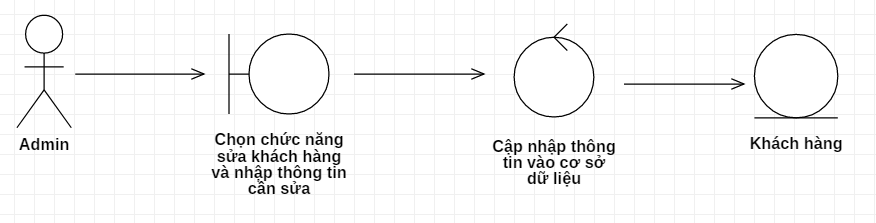 Admin
Chọn chức năng
sửa khách hàng
và nhập thông tin
cần sửa
Cập nhập thông
tin vào cơ sở
dữ liệu
Khách hàng